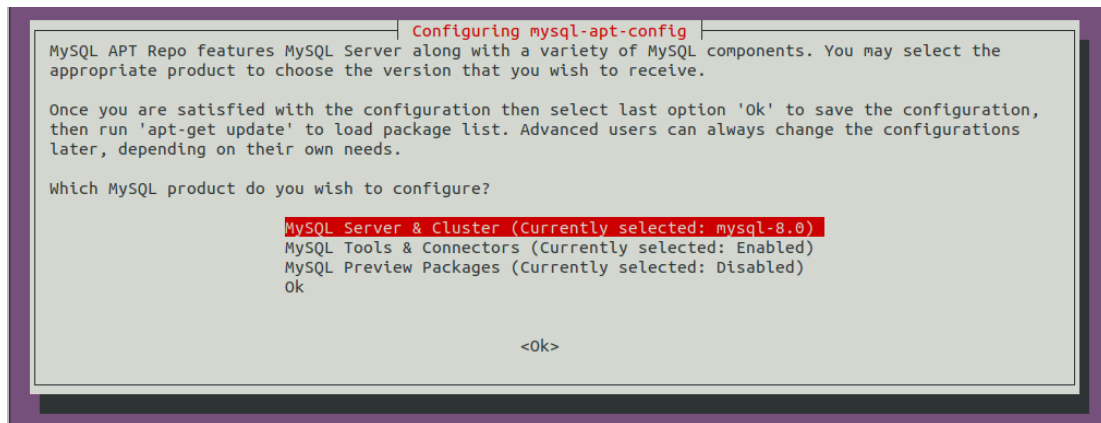 Configuring mysql-apt-config
MySQL APT Repo features MySQL Server along with a variety of MySQL components. You may select the
appropriate product to choose the version that you wish to receive.
Once you are satisfied with the configuration then select last option 'Ok' to save the configuration,
then run 'apt-get update' to load package list. Advanced users can always change the configurations
later, depending on their own needs.
Which MySQL product do you wish to configure?
MySQL Server & Cluster (Currently selected: mysql-8.0)
MySQL Tools & Connectors (Currently selected: Enabled)
MySQL Preview Packages (Currently selected: Disabled)
Ok
<Ok>